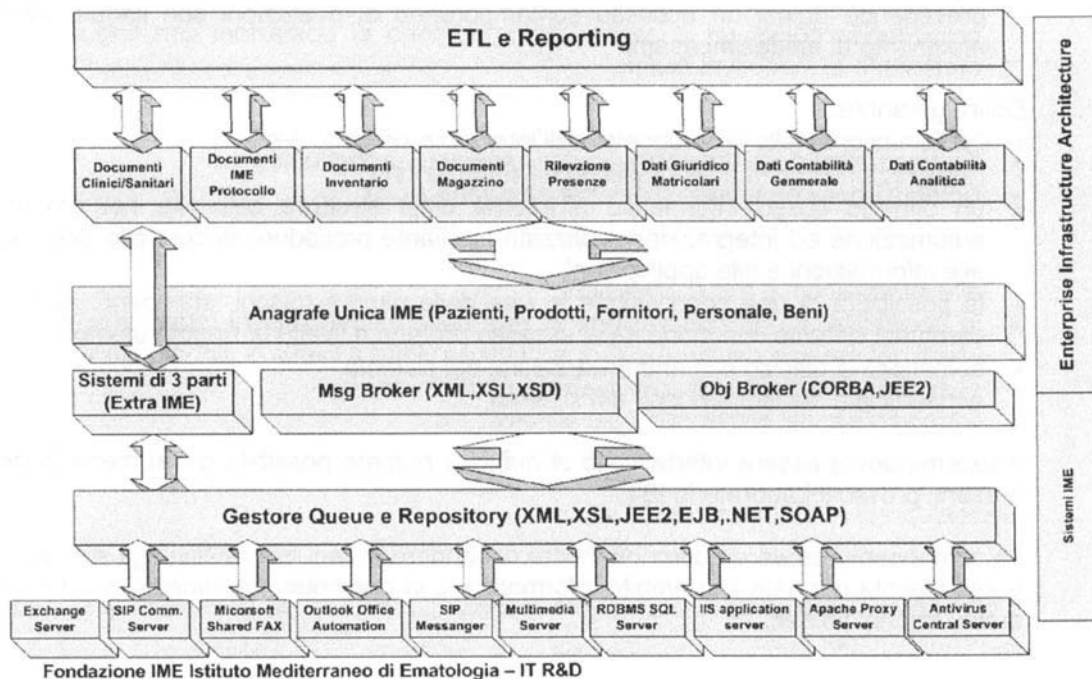 ETL e Reporting
Documenti
Clinici/Sanitari
Documenti
IME
Protocollo
Documenti
Inventario
Documenti
Magazzino
Rilevzione
Presenze
Dati Giuridico
Matricolari
Dati Contabilità
Genmerale
Dati Contabilità
Analitica
Anagrafe Unica IME (Pazienti, Prodotti, Fornitori, Personale, Beni)
Sistemi di 3 parti
(Extra IME)
Msg Broker (XML,XSL,XSD)
Obj Broker (CORBA,JEE2)
Gestore Queue e Repository (XML,XSL,JEE2,EJB,.NET,SOAP)
Exchange
Server
SIP Comm.
Server
Micorsoft
Shared FAX
Outlook Office
Automation
SIP
Messanger
Multimedia
Server
RDBMS SQL
Server
IIS application
server
Apache Proxy
Server
Antivirus
Central Server
Fondazione IME Istituto Mediterraneo di Ematologia – IT R&D
Enterprise Infrastructure Architecture
Sistemi IME